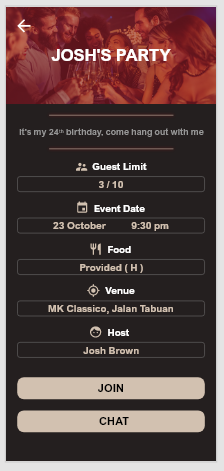 JOSH'S PARTY
It's my 24th birthday, come hang out with me
Guest Limit
3 / 10
Event Date
23 October 9:30 pm
Food
Provided ( H )
Venue
MK Classico, Jalan Tabuan
Host
Josh Brown
JOIN
CHAT